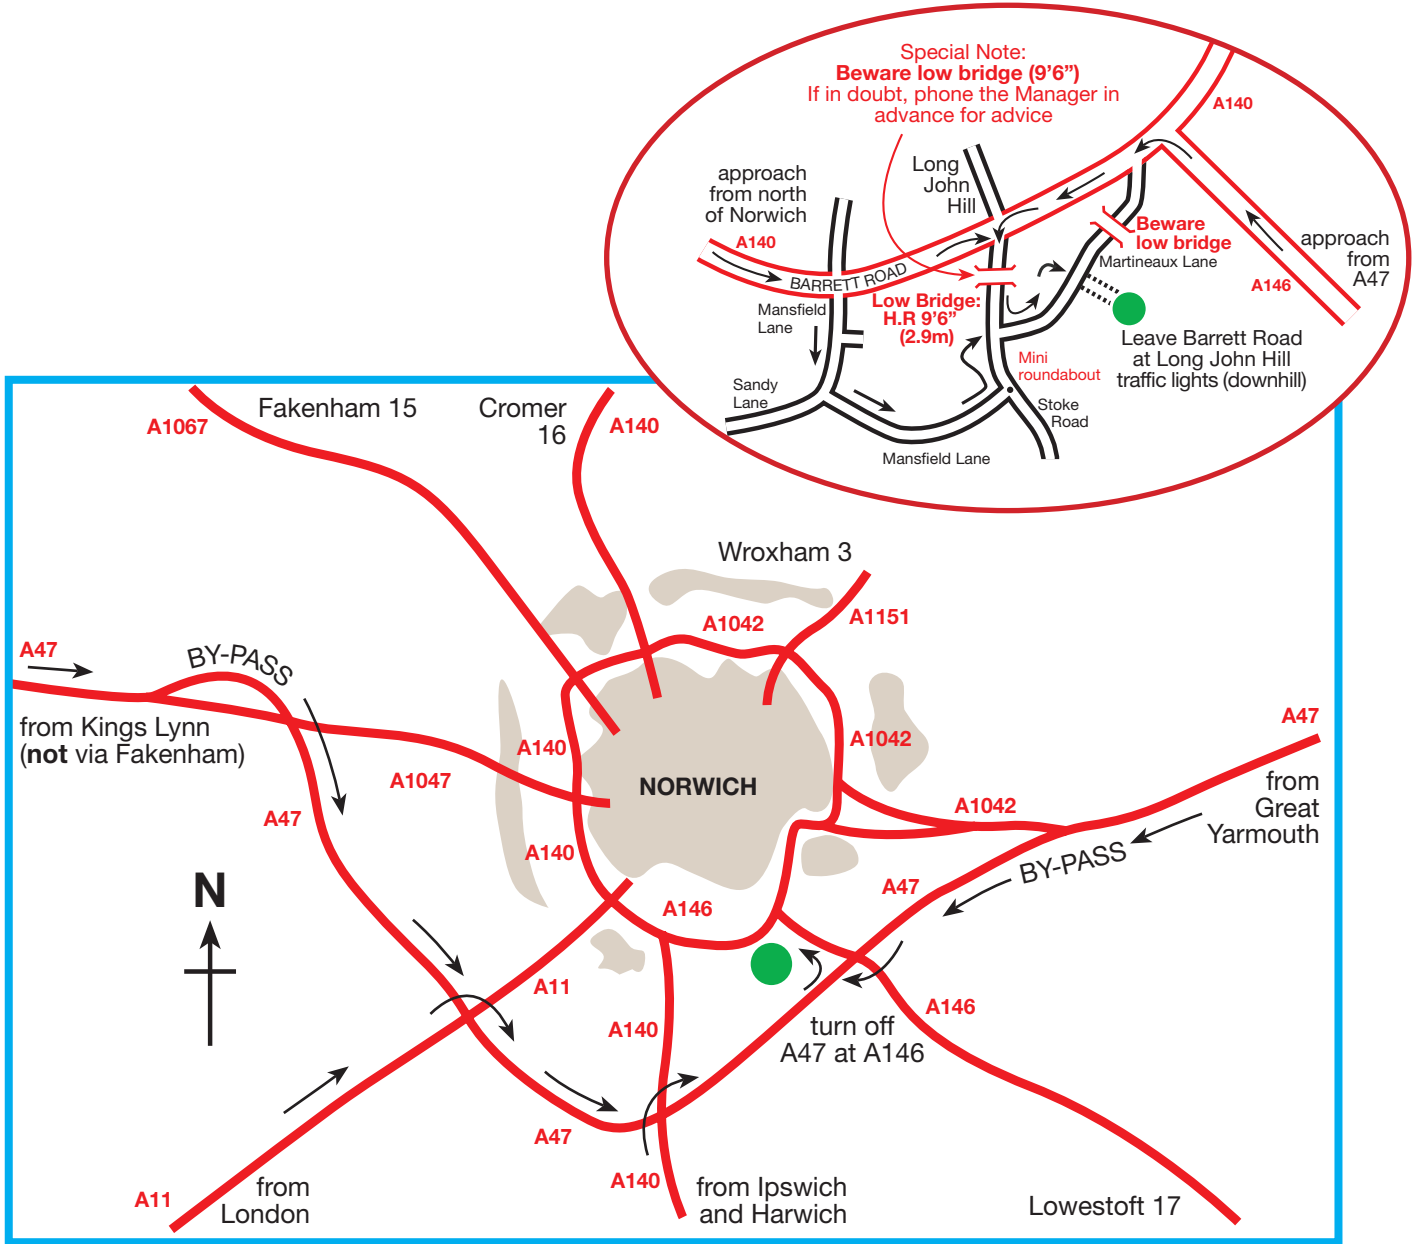 Special Note:
Beware low bridge (9’6”)
If in doubt, phone the Manager in
advance for advice
A140
Long
John
Hill
approach
from north
of Norwich
A140
BARRETT ROAD
Beware
low bridge
Martineaux Lane
approach
from
A47
A146
Mansfield
Lane
Low Bridge:
H.R 9’6”
(2.9m)
Leave Barrett Road
at Long John Hill
traffic lights (downhill)
Mini
roundabout
Sandy
Lane
Stoke
Road
Mansfield Lane
A1067
Fakenham 15
Cromer
16
A140
Wroxham 3
A1042
A1151
A47
BY-PASS
from Kings Lynn
(not via Fakenham)
A140
A1042
A47
A1047
NORWICH
from
Great
Yarmouth
A47
A1042
A140
BY-PASS
N
A47
A146
A11
A146
A140
turn off
A47 at A146
A47
A140
A11
from
London
from Ipswich
and Harwich
Lowestoft 17